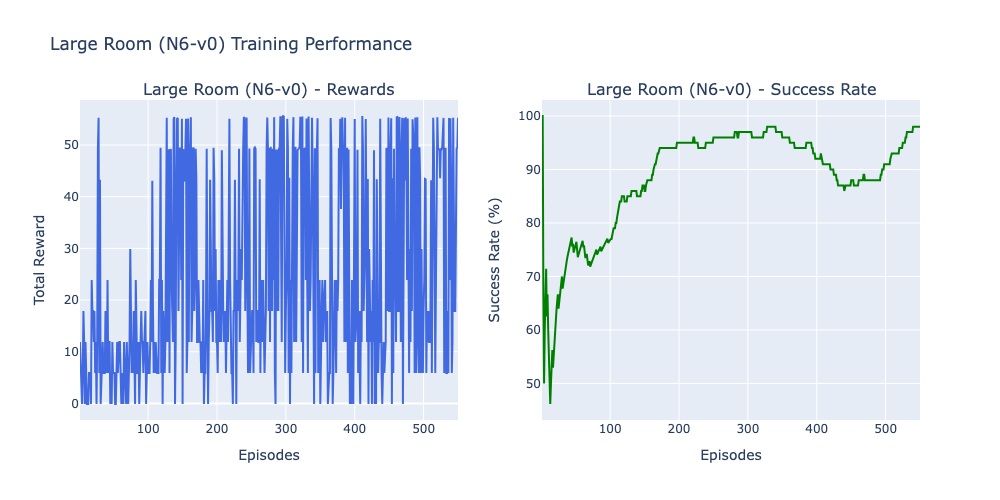 Large Room (N6-v0) Training Performance
Large Room (N6-v0) - Rewards
Total Reward
50
40
30
20
10
0
100 200 300 400 500
Episodes
Large Room (N6-v0) - Success Rate
Success Rate (%)
100
90
80
70
60
50
100 200 300 400 500
Episodes